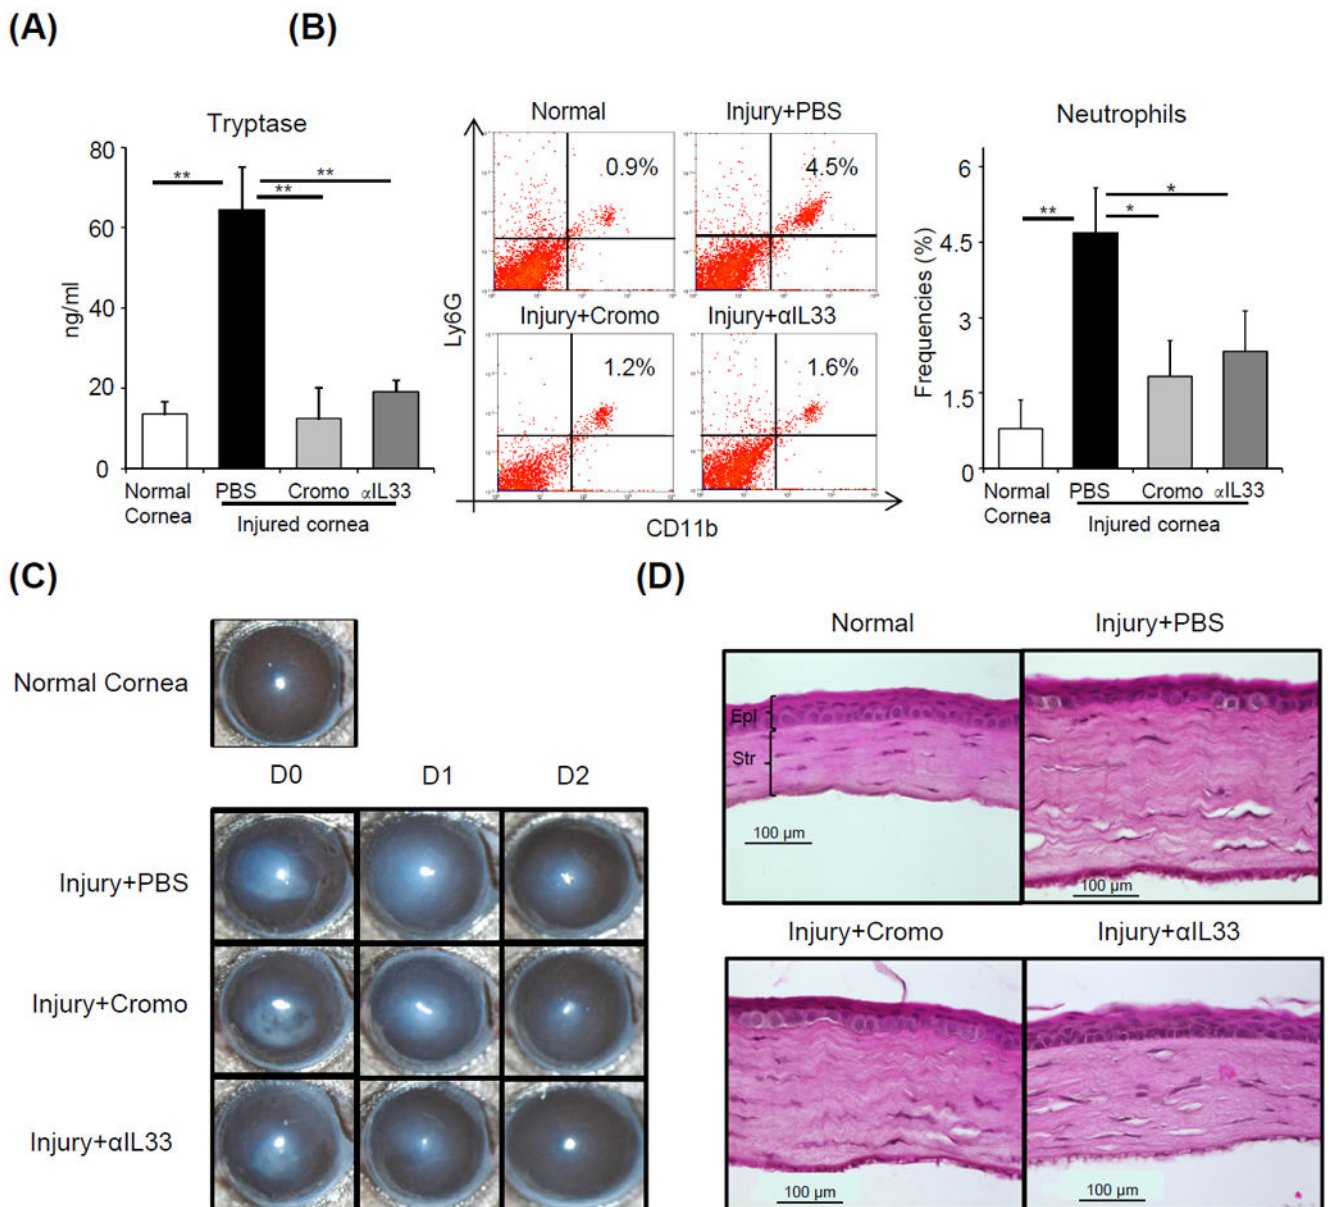 (A)
(B)
Tryptase
80
60
40
20
0
ng/ml
**
**
**
Normal Cornea
PBS
Cromo
αIL33
Injured cornea
Normal
Injury+PBS
0.9%
4.5%
Injury+Cromo
Injury+αIL33
1.2%
1.6%
Ly6G
CD11b
Neutrophils
6
4.5
3
1.5
0
Frequencies (%)
**
*
*
Normal Cornea
PBS
Cromo
αIL33
Injured cornea
(C)
Normal Cornea
D0
D1
D2
Injury+PBS
Injury+Cromo
Injury+αIL33
(D)
Normal
Injury+PBS
Epi
Str
100 µm
100 µm
Injury+Cromo
Injury+αIL33
100 µm
100 µm